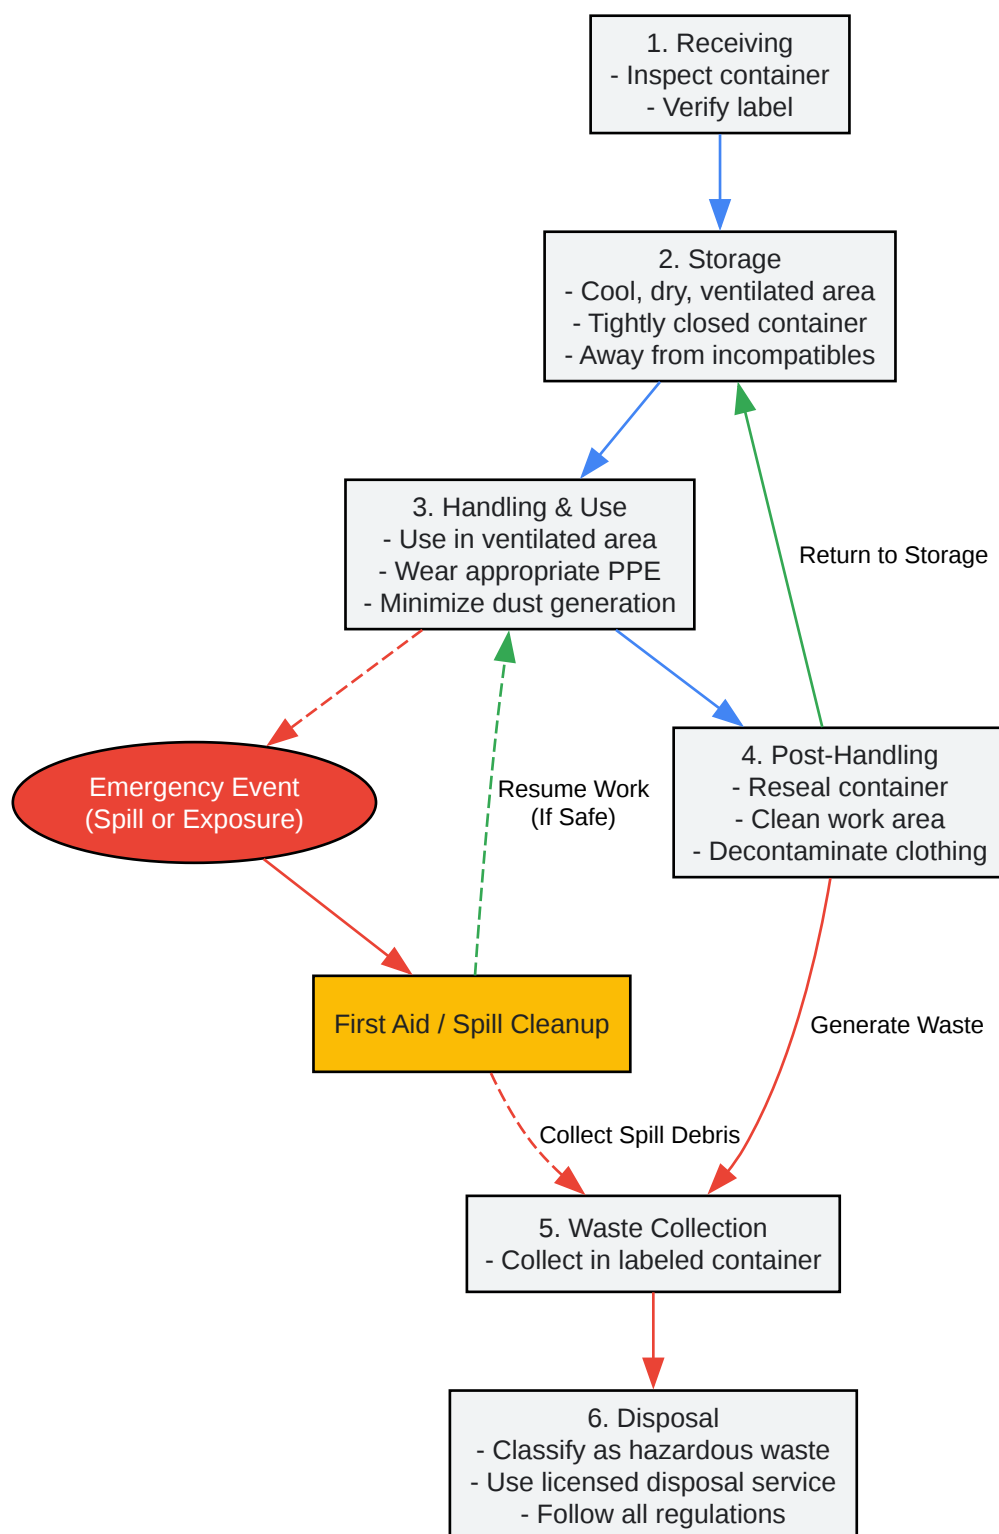 1. Receiving
- Inspect container
- Verify label
2. Storage
- Cool, dry, ventilated area
- Tightly closed container
- Away from incompatibles
3. Handling & Use
- Use in ventilated area
- Wear appropriate PPE
- Minimize dust generation
Return to Storage
Emergency Event
(Spill or Exposure)
Resume Work
(If Safe)
4. Post-Handling
- Reseal container
- Clean work area
- Decontaminate clothing
First Aid / Spill Cleanup
Generate Waste
Collect Spill Debris
5. Waste Collection
- Collect in labeled container
6. Disposal
- Classify as hazardous waste
- Use licensed disposal service
- Follow all regulations